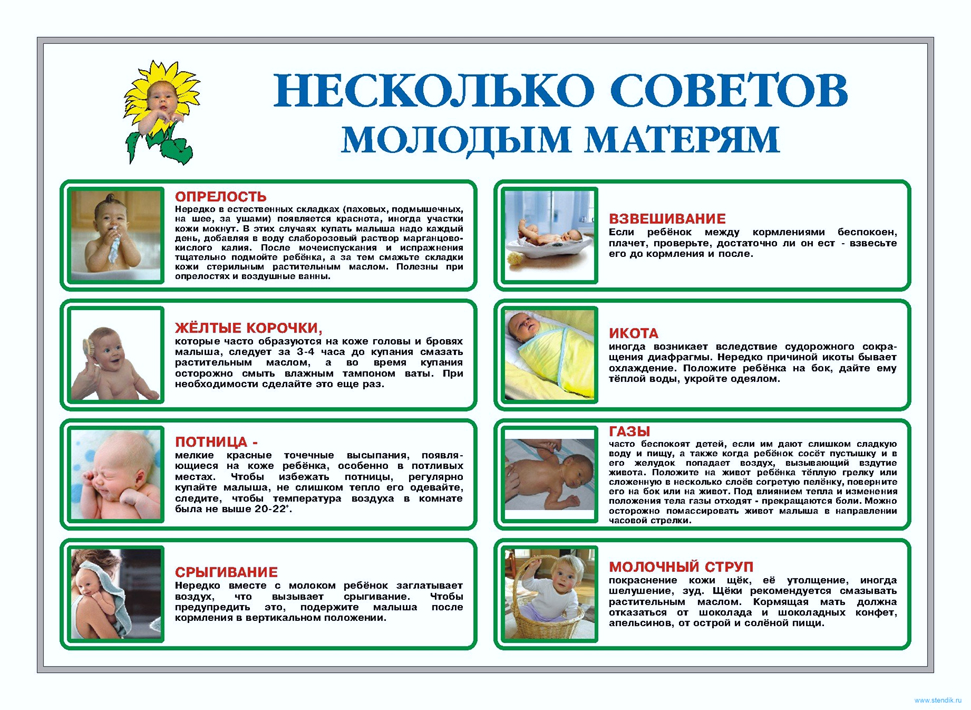 НЕСКОЛЬКО СОВЕТОВ
МОЛОДЫМ МАТЕРЯМ
ОПРЕЛОСТЬ
Нередко в естественных складках (паховых, подмышечных,
на шее, за ушами) появляется краснота, иногда участки
кожи мокнут. В этих случаях купать малыша надо каждый
день, добавляя в воду слаборозовый раствор марганцово-
кислого калия. После мочеиспускания и испражнения
тщательно подмойте ребёнка, а за тем смажьте складки
кожи стерильным растительным маслом. Полезны при
опрелостях и воздушные ванны.
ЖЁЛТЫЕ КОРОЧКИ,
которые часто образуются на коже головы и бровях
малыша, следует за 3-4 часа до купания смазать
растительным маслом, а во время купания
осторожно смыть влажным тампоном ваты. При
необходимости сделайте это еще раз.
ПОТНИЦА -
мелкие красные точечные высыпания, появля-
ющиеся на коже ребёнка, особенно в потливых
местах. Чтобы избежать потницы, регулярно
купайте малыша, не слишком тепло его одевайте,
следите, чтобы температура воздуха в комнате
была не выше 20-22°.
СРЫГИВАНИЕ
Нередко вместе с молоком ребёнок заглатывает
воздух, что вызывает срыгивание. Чтобы
предупредить это, подержите малыша после
кормления в вертикальном положении.
ВЗВЕШИВАНИЕ
Если ребёнок между кормлениями беспокоен,
плачет, проверьте, достаточно ли он ест - взвесьте
его до кормления и после.
ИКОТА
иногда возникает вследствие судорожного сокра-
щения диафрагмы. Нередко причиной икоты бывает
охлаждение. Положите ребёнка на бок, дайте ему
тёплой воды, укройте одеялом.
ГАЗЫ
часто беспокоят детей, если им дают слишком сладкую
воду и пищу, а также когда ребёнок сосёт пустышку и в
его желудок попадает воздух, вызывающий вздутие
живота. Положите на живот ребёнка тёплую грелку или
сложенную в несколько слоёв согретую пелёнку, поверните
его на бок или на живот. Под влиянием тепла и изменения
положения тела газы отходят - прекращаются боли. Можно
осторожно помассировать живот малыша в направлении
часовой стрелки.
МОЛОЧНЫЙ СТРУП
покраснение кожи щёк, её утолщение, иногда
шелушение, зуд. Щёки рекомендуется смазывать
растительным маслом. Кормящая мать должна
отказаться от шоколада и шоколадных конфет,
апельсинов, от острой и солёной пищи.
www.stendik.ru